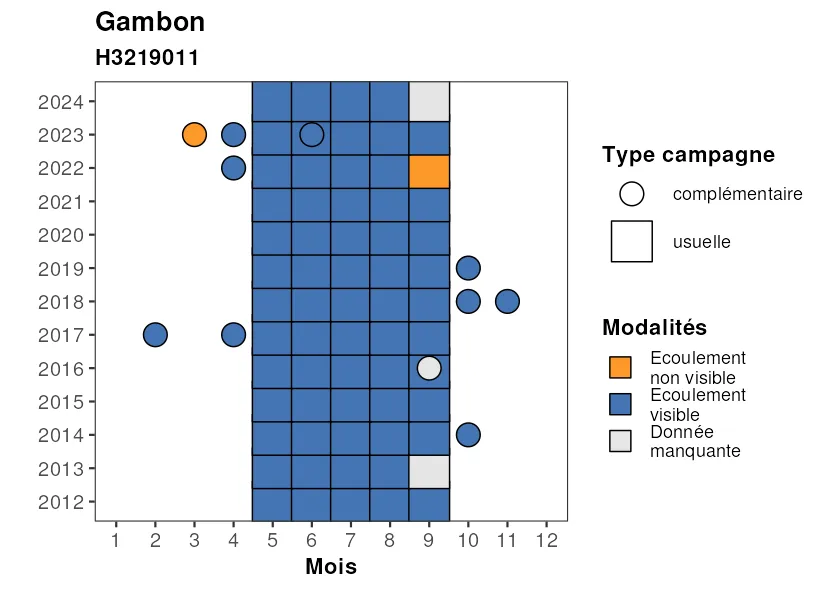 Gambon
H3219011
2024
2023
2022
2021
2020
2019
2018
2017
2016
2015
2014
2013
2012
1 2 3 4 5 6 7 8 9 10 11 12
Mois
Type campagne
complémentaire
usuelle
Modalités
Ecoulement
non visible
Ecoulement
visible
Donnée
manquante